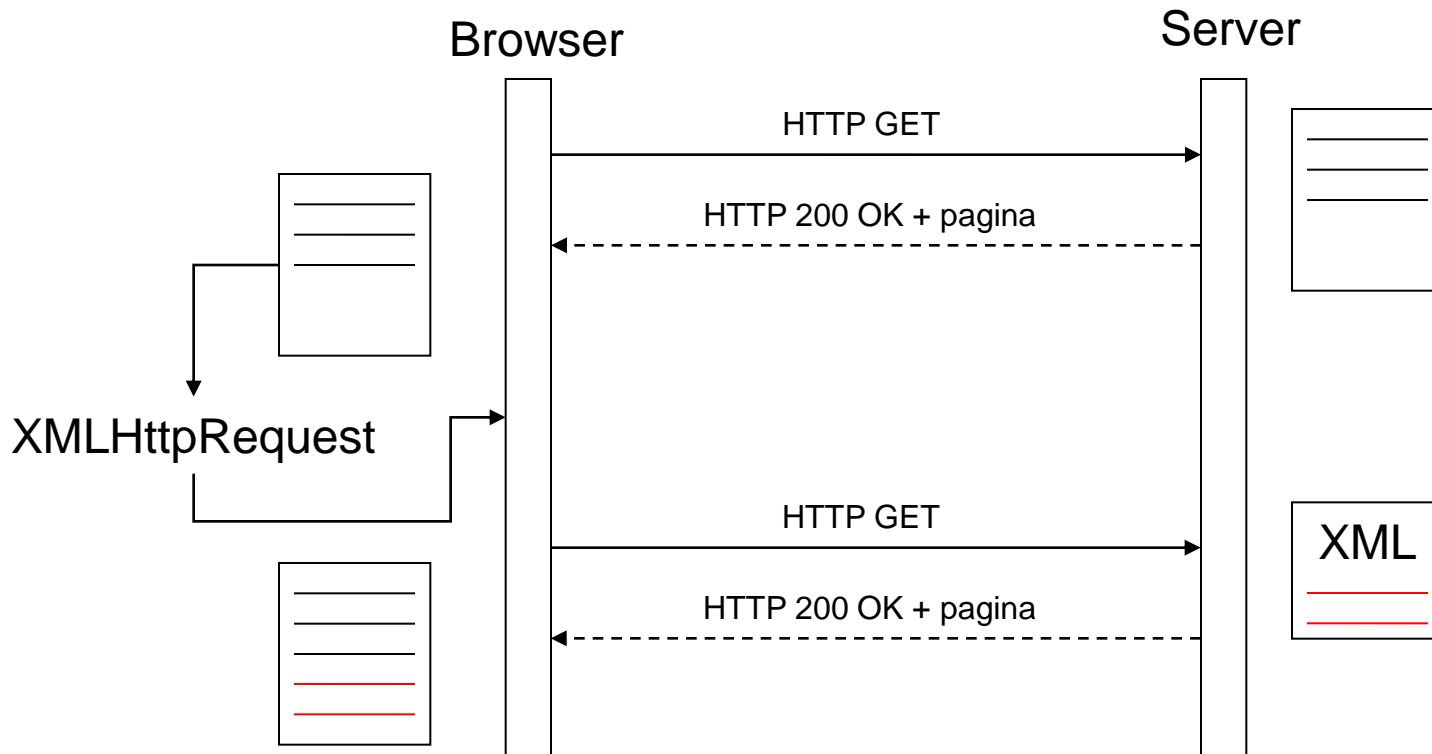 Browser
Server
HTTP GET
HTTP 200 OK + pagina
XMLHttpRequest
HTTP GET
XML
HTTP 200 OK + pagina